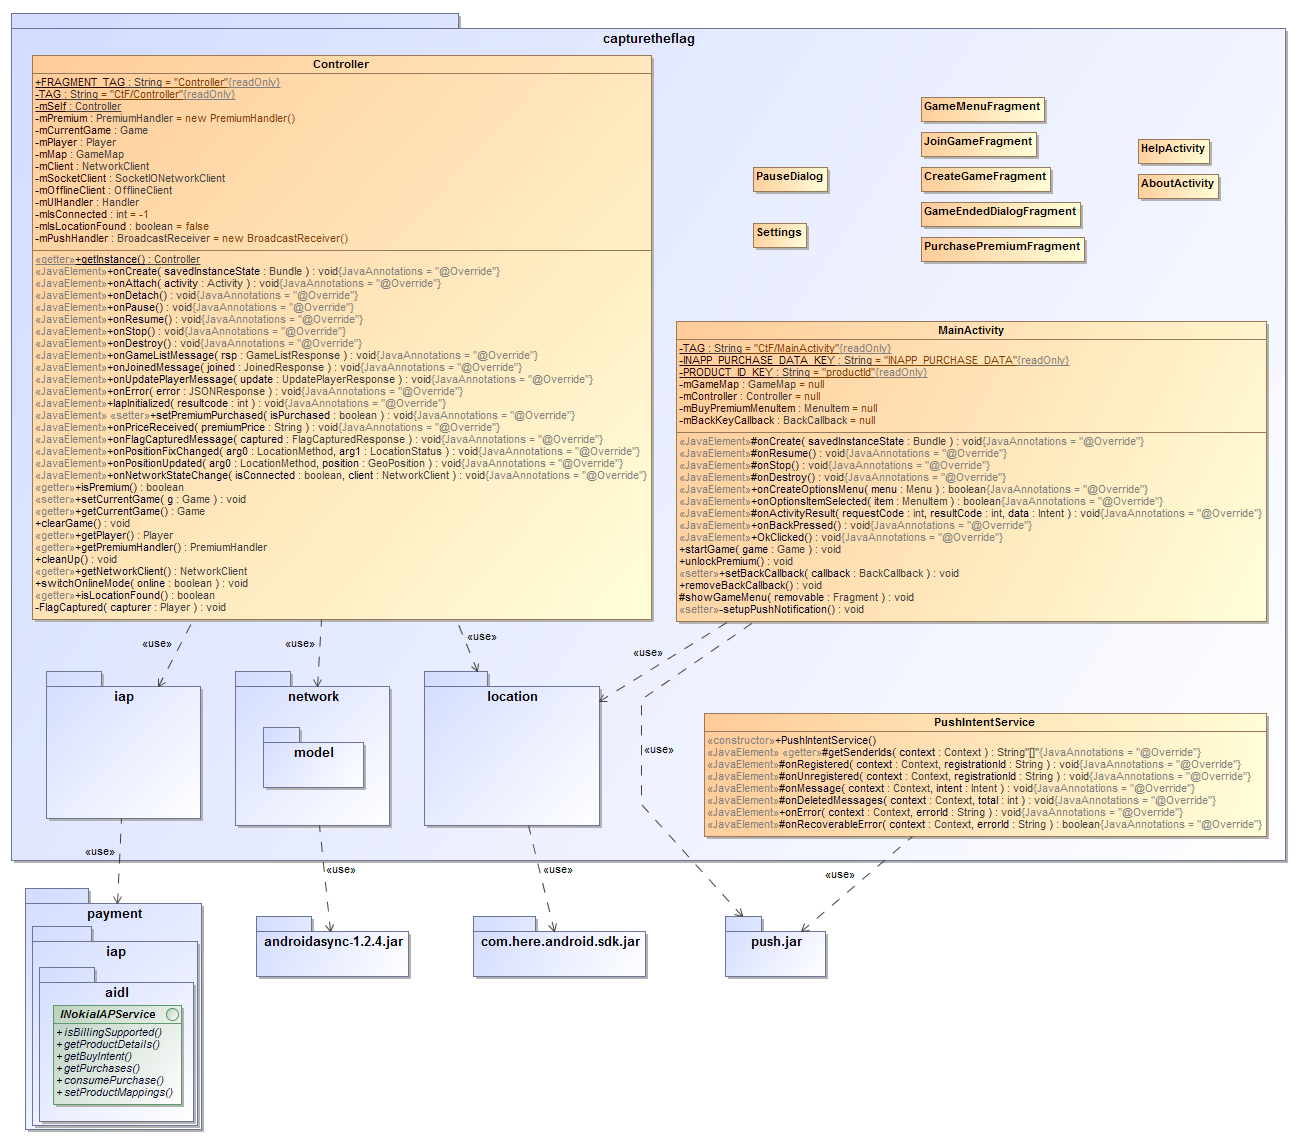 capturetheflag
Controller
+FRAGMENT_TAG : String = "Controller"{readOnly}
-TAG : String = "CtF/Controller"{readOnly}
-mSelf : Controller
-mPremium : PremiumHandler = new PremiumHandler()
-mCurrentGame : Game
-mPlayer : Player
-mMap : GameMap
-mClient : NetworkClient
-mSocketClient : SocketIONetworkClient
-mOfflineClient : OfflineClient
-mUIHandler : Handler
-mIsConnected : int = -1
-mIsLocationFound : boolean = false
-mPushHandler : BroadcastReceiver = new BroadcastReceiver()
«getter»+getInstance() : Controller
«JavaElement»+onCreate( savedInstanceState : Bundle ) : void{JavaAnnotations = "@Override"}
«JavaElement»+onAttach( activity : Activity ) : void{JavaAnnotations = "@Override"}
«JavaElement»+onDetach() : void{JavaAnnotations = "@Override"}
«JavaElement»+onPause() : void{JavaAnnotations = "@Override"}
«JavaElement»+onResume() : void{JavaAnnotations = "@Override"}
«JavaElement»+onStop() : void{JavaAnnotations = "@Override"}
«JavaElement»+onDestroy() : void{JavaAnnotations = "@Override"}
«JavaElement»+onGameListMessage( rsp : GameListResponse ) : void{JavaAnnotations = "@Override"}
«JavaElement»+onJoinedMessage( joined : JoinedResponse ) : void{JavaAnnotations = "@Override"}
«JavaElement»+onUpdatePlayerMessage( update : UpdatePlayerResponse ) : void{JavaAnnotations = "@Override"}
«JavaElement»+onError( error : JSONResponse ) : void{JavaAnnotations = "@Override"}
«JavaElement»+IapInitialized( resultcode : int ) : void{JavaAnnotations = "@Override"}
«JavaElement» «setter»+setPremiumPurchased( isPurchased : boolean ) : void{JavaAnnotations = "@Override"}
«JavaElement»+onPriceReceived( premiumPrice : String ) : void{JavaAnnotations = "@Override"}
«JavaElement»+onFlagCapturedMessage( captured : FlagCapturedResponse ) : void{JavaAnnotations = "@Override"}
«JavaElement»+onPositionFixChanged( arg0 : LocationMethod, arg1 : LocationStatus ) : void{JavaAnnotations = "@Override"}
«JavaElement»+onPositionUpdated( arg0 : LocationMethod, position : GeoPosition ) : void{JavaAnnotations = "@Override"}
«JavaElement»+onNetworkStateChange( isConnected : boolean, client : NetworkClient ) : void{JavaAnnotations = "@Override"}
«getter»+isPremium() : boolean
«setter»+setCurrentGame( g : Game ) : void
«getter»+getCurrentGame() : Game
+clearGame() : void
«getter»+getPlayer() : Player
«getter»+getPremiumHandler() : PremiumHandler
+cleanUp() : void
«getter»+getNetworkClient() : NetworkClient
+switchOnlineMode( online : boolean ) : void
«getter»+isLocationFound() : boolean
-FlagCaptured( capturer : Player ) : void
PauseDialog
Settings
GameMenuFragment
JoinGameFragment
CreateGameFragment
GameEndedDialogFragment
PurchasePremiumFragment
HelpActivity
AboutActivity
MainActivity
-TAG : String = "CtF/MainActivity"{readOnly}
-INAPP_PURCHASE_DATA_KEY : String = "INAPP_PURCHASE_DATA"{readOnly}
-PRODUCT_ID_KEY : String = "productId"{readOnly}
-mGameMap : GameMap = null
-mController : Controller = null
-mBuyPremiumMenuItem : MenuItem = null
-mBackKeyCallback : BackCallback = null
«JavaElement»#onCreate( savedInstanceState : Bundle ) : void{JavaAnnotations = "@Override"}
«JavaElement»#onResume() : void{JavaAnnotations = "@Override"}
«JavaElement»#onStop() : void{JavaAnnotations = "@Override"}
«JavaElement»#onDestroy() : void{JavaAnnotations = "@Override"}
«JavaElement»+onCreateOptionsMenu( menu : Menu ) : boolean{JavaAnnotations = "@Override"}
«JavaElement»+onOptionsItemSelected( item : MenuItem ) : boolean{JavaAnnotations = "@Override"}
«JavaElement»#onActivityResult( requestCode : int, resultCode : int, data : Intent ) : void{JavaAnnotations = "@Override"}
«JavaElement»+onBackPressed() : void{JavaAnnotations = "@Override"}
«JavaElement»+OkClicked() : void{JavaAnnotations = "@Override"}
+startGame( game : Game ) : void
+unlockPremium() : void
«setter»+setBackCallback( callback : BackCallback ) : void
+removeBackCallback() : void
#showGameMenu( removable : Fragment ) : void
«setter»-setupPushNotification() : void
«use»
«use»
«use»
«use»
«use»
iap
network
model
location
PushIntentService
«constructor»+PushIntentService()
«JavaElement» «getter»#getSenderIds( context : Context ) : String"[]"{JavaAnnotations = "@Override"}
«JavaElement»#onRegistered( context : Context, registrationId : String ) : void{JavaAnnotations = "@Override"}
«JavaElement»#onUnregistered( context : Context, registrationId : String ) : void{JavaAnnotations = "@Override"}
«JavaElement»#onMessage( context : Context, intent : Intent ) : void{JavaAnnotations = "@Override"}
«JavaElement»#onDeletedMessages( context : Context, total : int ) : void{JavaAnnotations = "@Override"}
«JavaElement»+onError( context : Context, errorId : String ) : void{JavaAnnotations = "@Override"}
«JavaElement»#onRecoverableError( context : Context, errorId : String ) : boolean{JavaAnnotations = "@Override"}
«use»
«use»
«use»
«use»
payment
iap
aidl
INokiaIAPService
+isBillingSupported()
+getProductDetails()
+getBuyIntent()
+getPurchases()
+consumePurchase()
+setProductMappings()
androidasync-1.2.4.jar
com.here.android.sdk.jar
push.jar